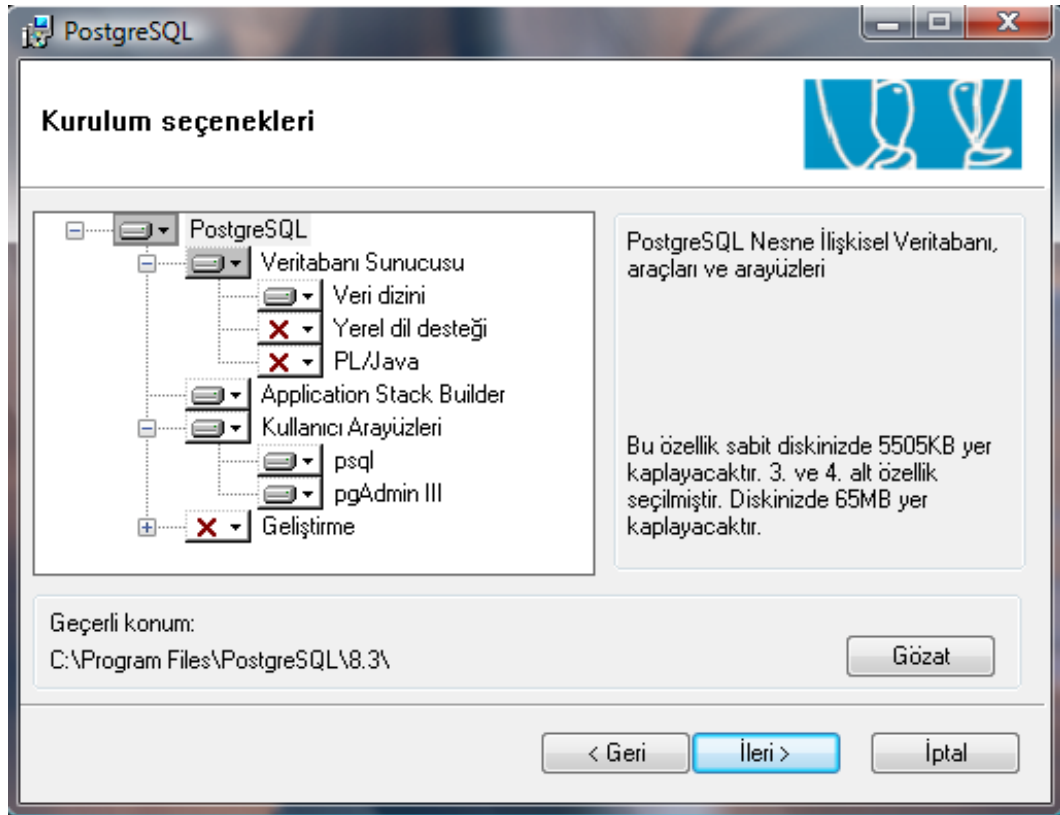 PostgreSQL
Kurulum seçenekleri
PostgreSQL
Veritabanı Sunucusu
Veri dizini
Yerel dil desteği
PL/Java
Application Stack Builder
Kullanıcı Arayüzleri
psql
pgAdmin III
Geliştirme
PostgreSQL Nesne İlişkisel Veritabanı,
araçları ve arayüzleri
Bu özellik sabit diskinizde 5505KB yer
kaplayacaktır. 3. ve 4. alt özellik
seçilmiştir. Diskinizde 65MB yer
kaplayacaktır.
Geçerli konum:
C:\Program Files\PostgreSQL\8.3\
Gözat
< Geri
İleri >
İptal